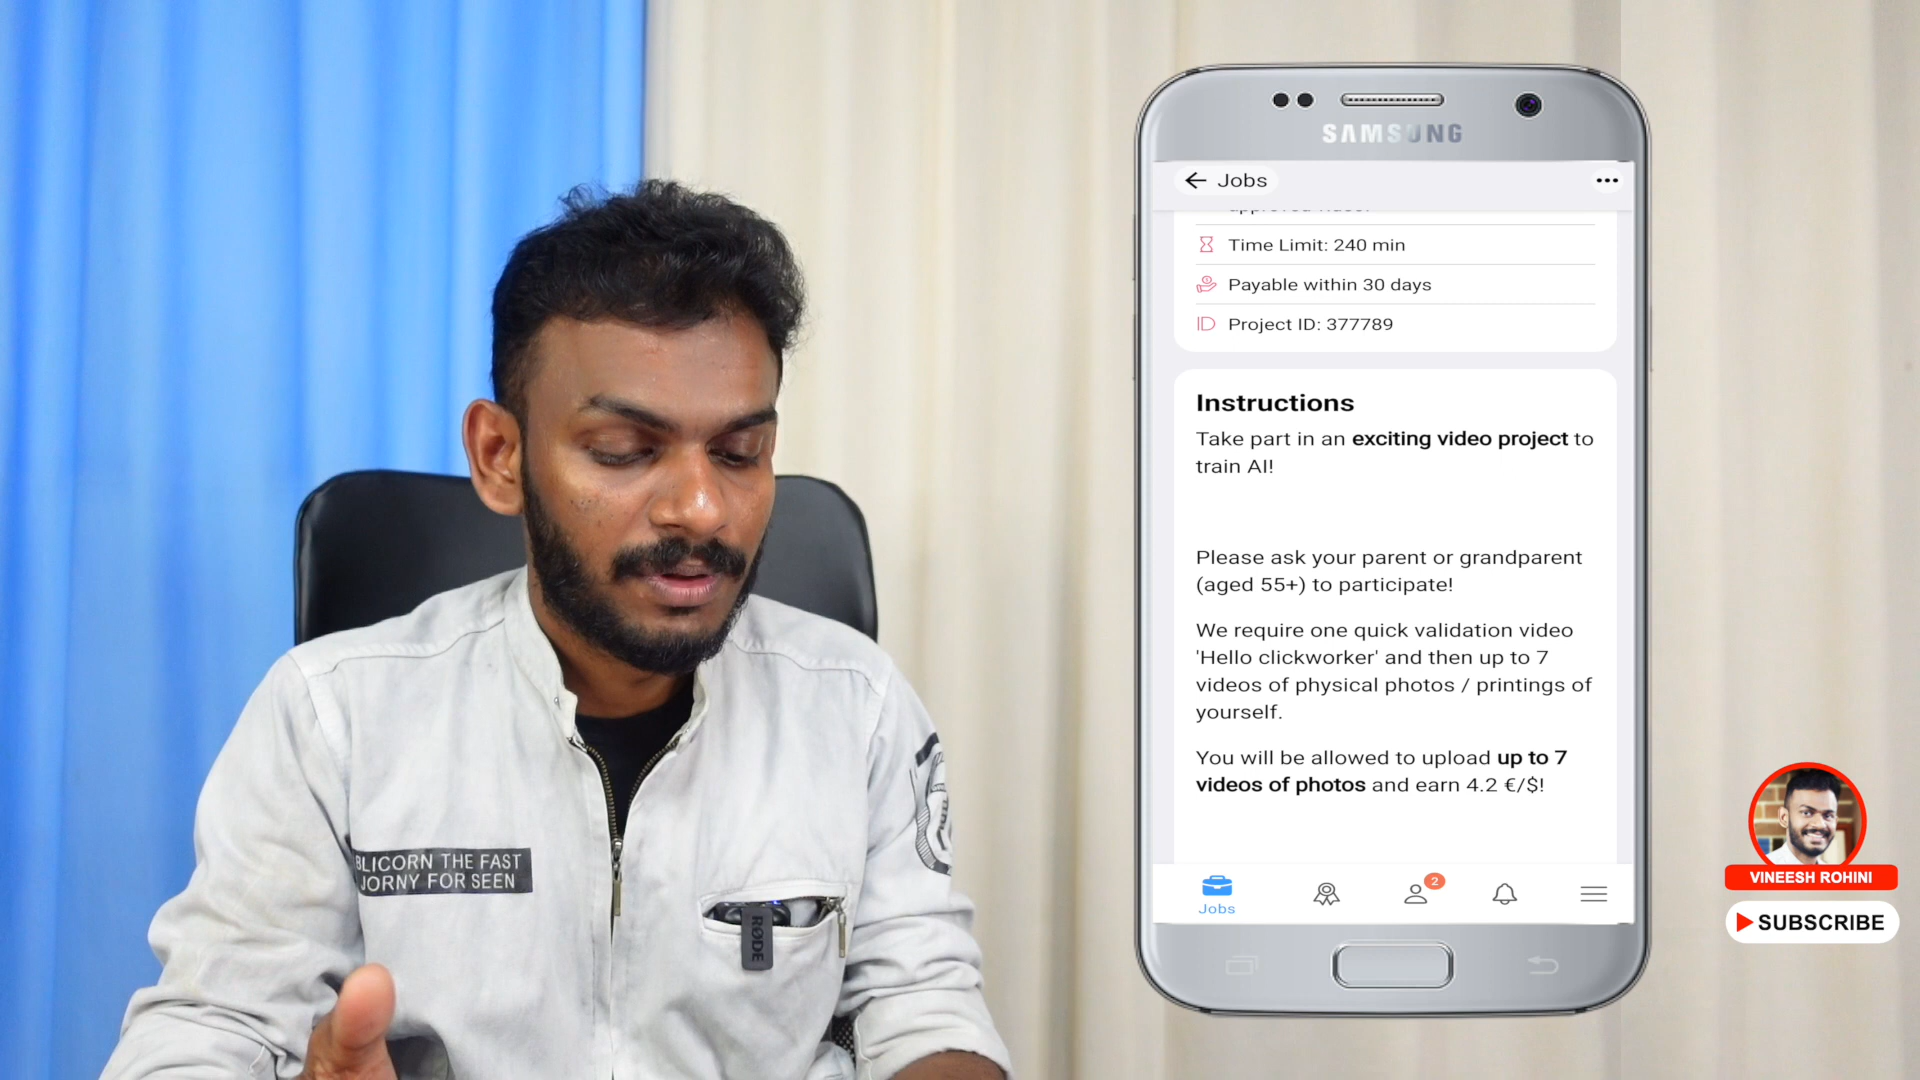 SAMSUNG
Jobs
Time Limit: 240 min
Payable within 30 days
ID Project ID: 377789
Instructions
Take part in an exciting video project to
train AI!
Please ask your parent or grandparent
(aged 55+) to participate!
We require one quick validation video
'Hello clickworker' and then up to 7
videos of physical photos / printings of
yourself.
You will be allowed to upload up to 7
videos of photos and earn 4.2 €/$!
2
Jobs
BLICORN THE FAST
JORNY FOR SEEN
RØDE
VINEESH ROHINI
SUBSCRIBE